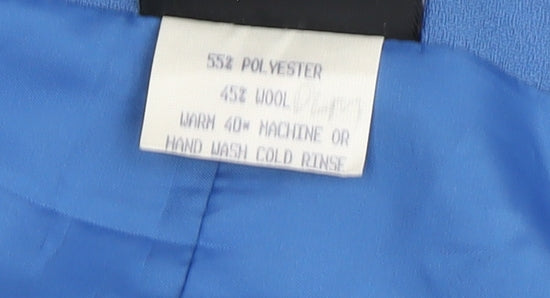 55% POLYESTER
45% WOOL
WARM 40° MACHINE OR
HAND WASH COLD RINSE